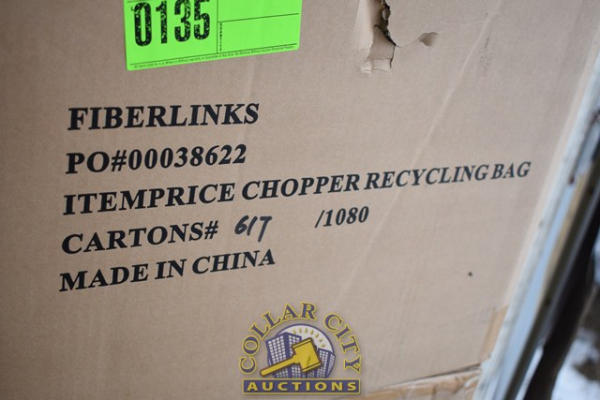 0135
FIBERLINKS
PO#00038622
ITEMPRICE CHOPPER RECYCLING BAG
CARTONS# 617 /1080
MADE IN CHINA
COLLAR CITY
AUCTIONS